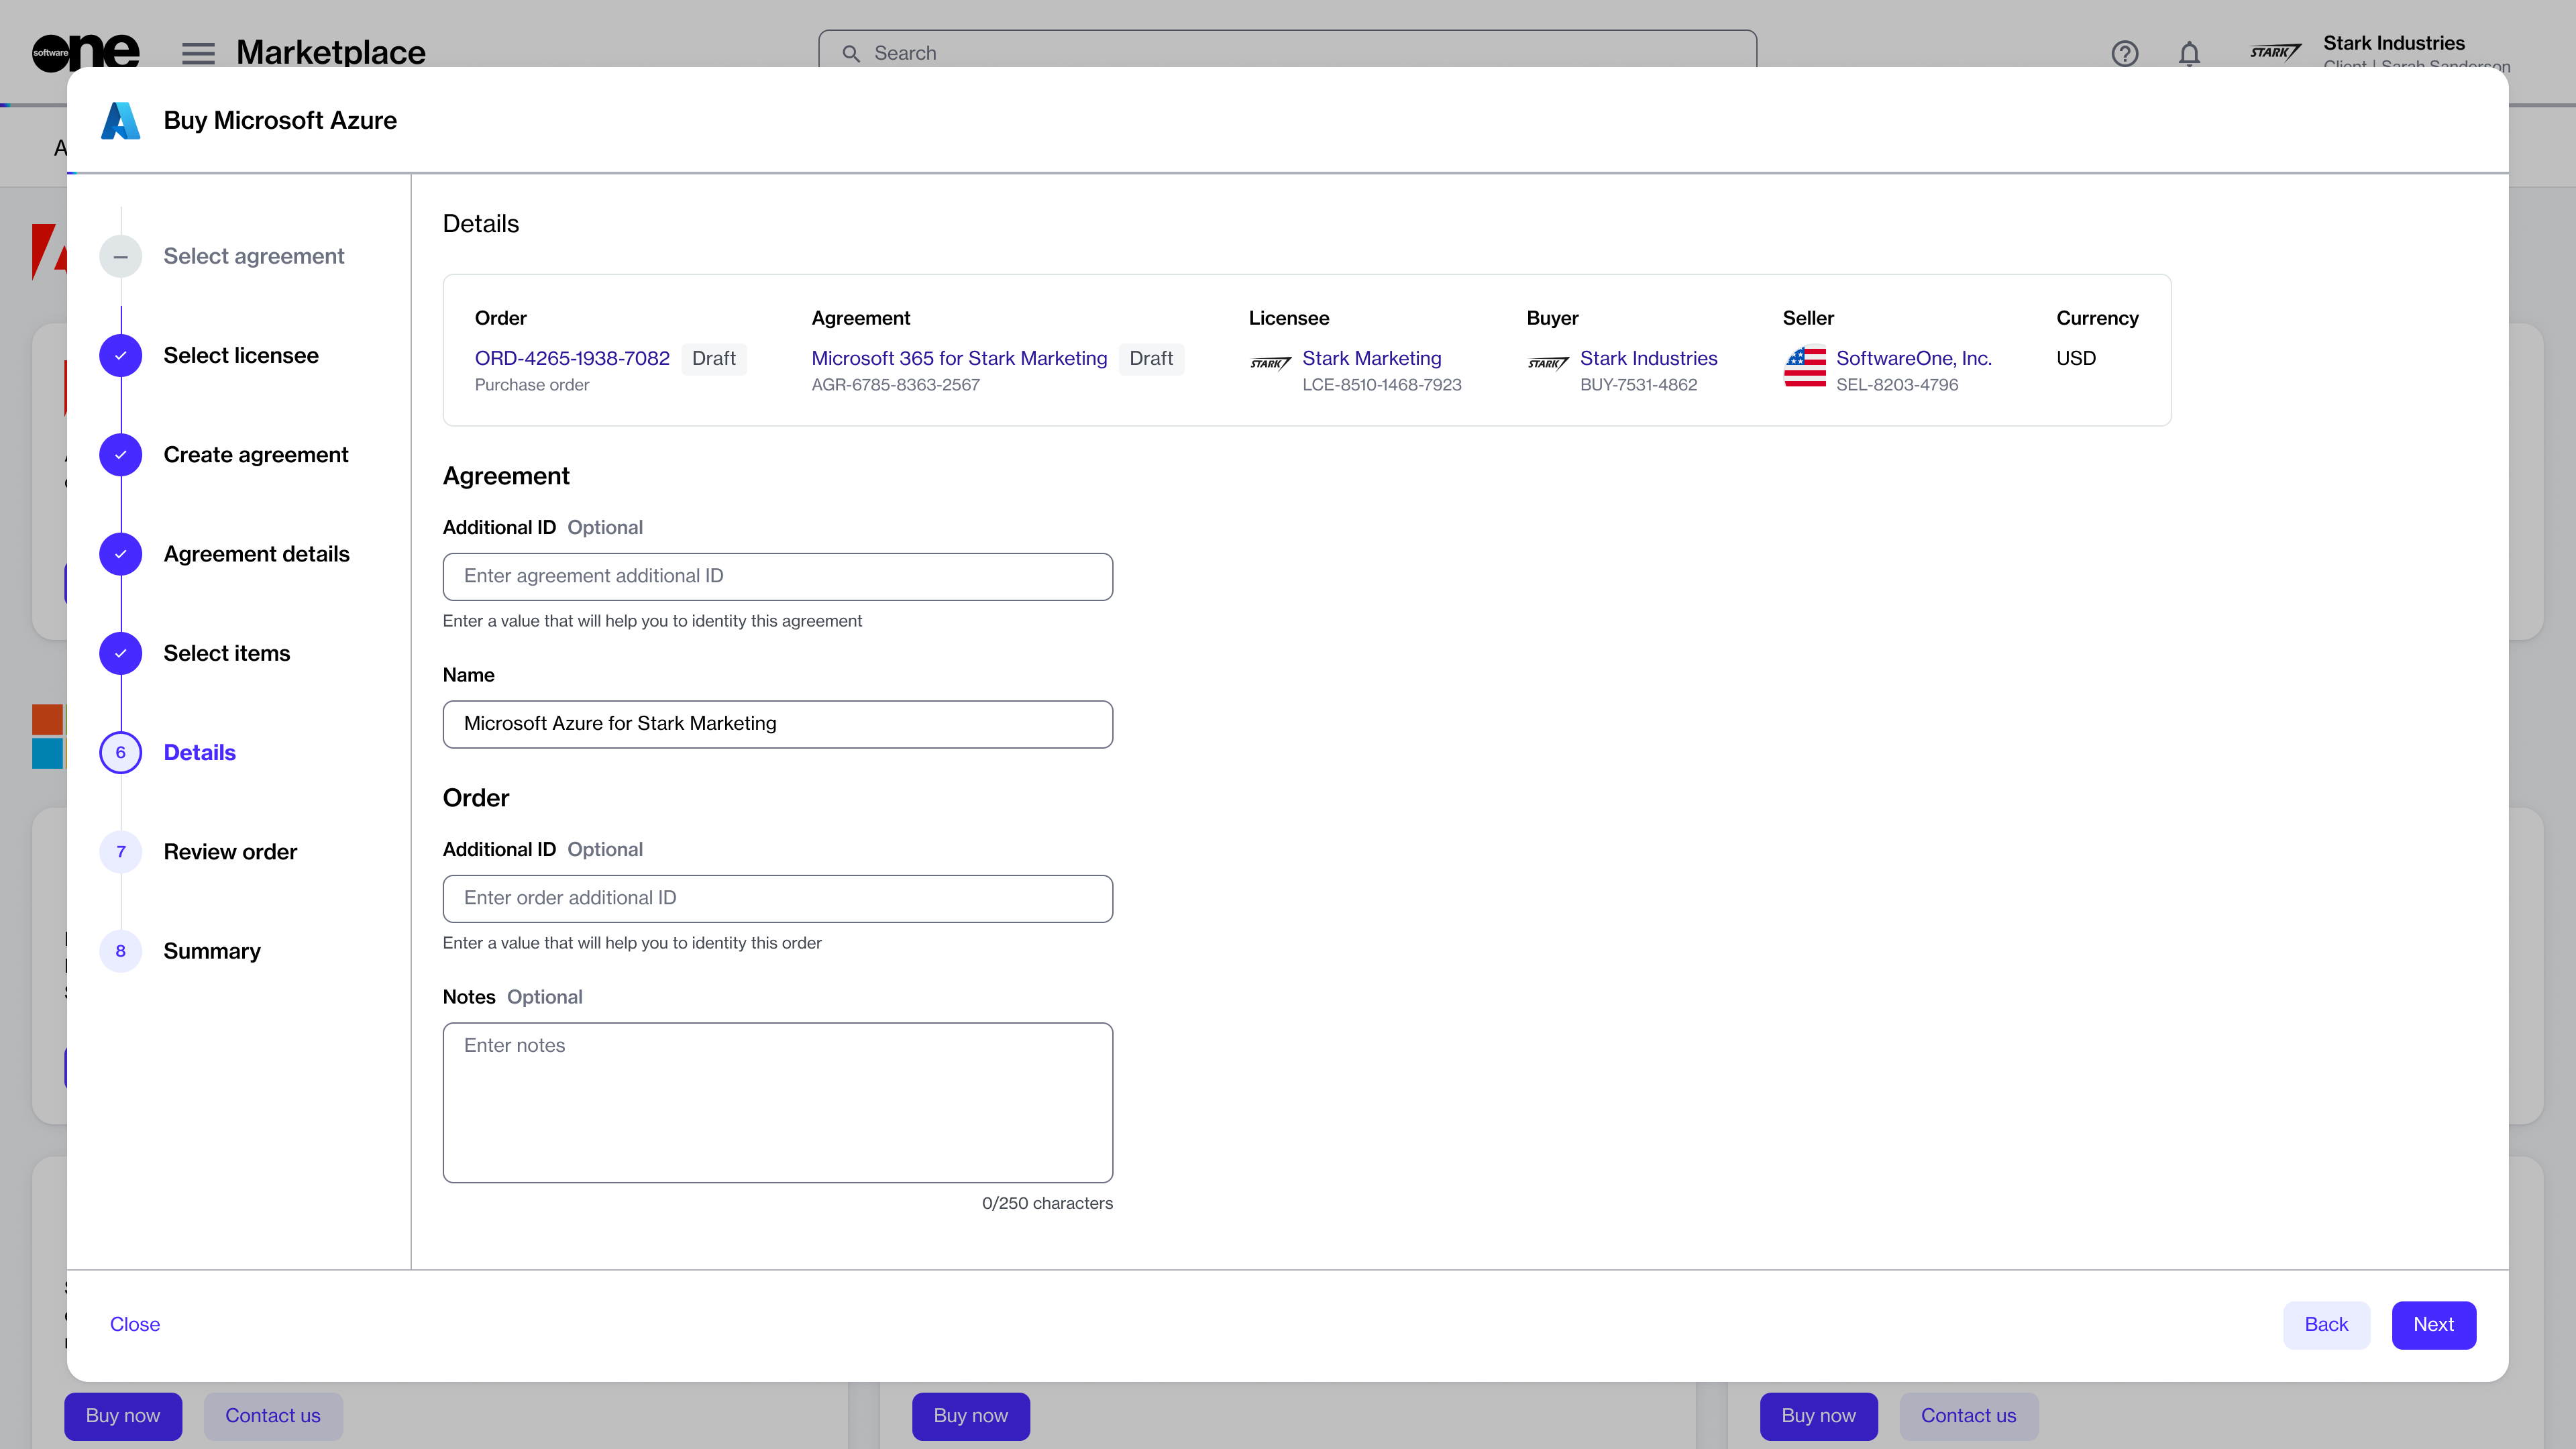 software one
Marketplace
Search
STARK
Stark Industries
Client | Sarah Sanderson
Buy Microsoft Azure
Select agreement
Select licensee
Create agreement
Agreement details
Select items
6 Details
7 Review order
8 Summary
Details
Order Agreement Licensee Buyer Seller Currency
ORD-4265-1938-7082 Draft Microsoft 365 for Stark Marketing Draft STARK Stark Marketing STARK Stark Industries SoftwareOne, Inc. USD
Purchase order AGR-6785-8363-2567 LCE-8510-1468-7923 BUY-7531-4862 SEL-8203-4796
Agreement
Additional ID Optional
Enter agreement additional ID
Enter a value that will help you to identity this agreement
Name
Microsoft Azure for Stark Marketing
Order
Additional ID Optional
Enter order additional ID
Enter a value that will help you to identity this order
Notes Optional
Enter notes
0/250 characters
Close Back Next
Buy now Contact us Buy now Buy now Contact us